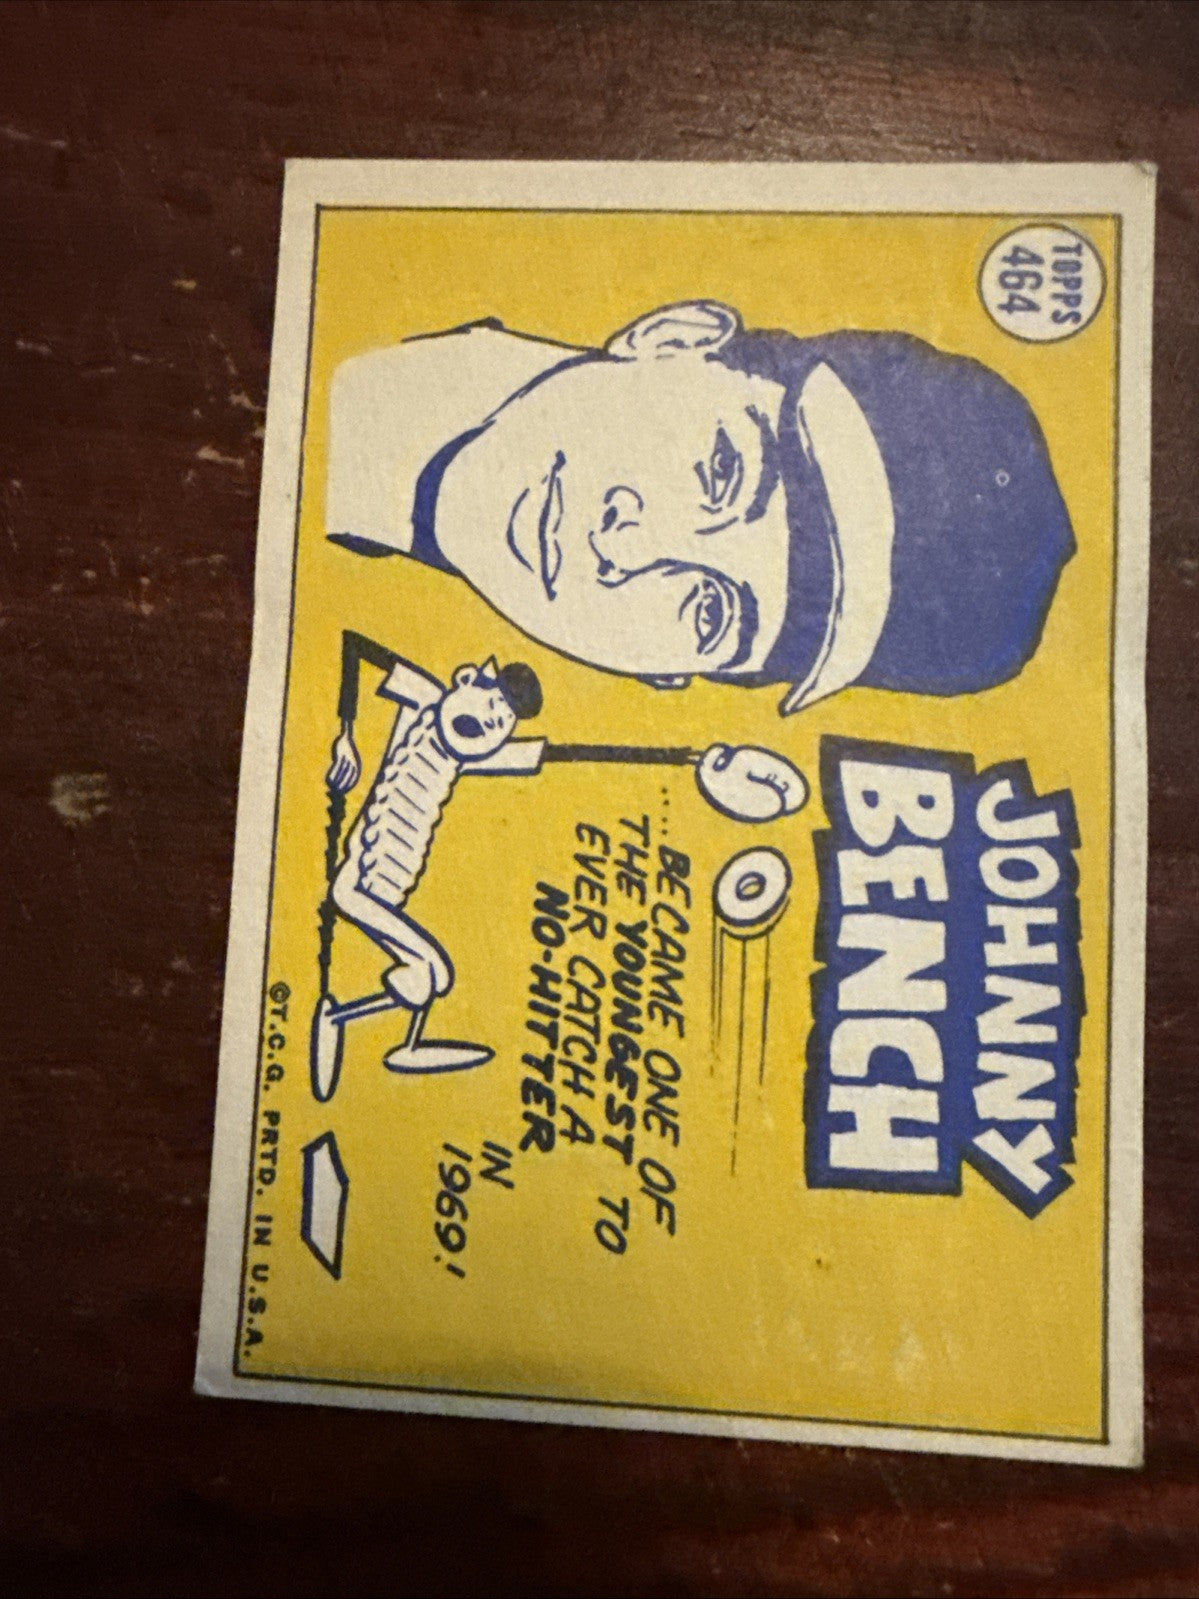 TOPPS
464
JOHNNY
BENCH
....BECAME ONE OF
THE YOUNGEST TO
EVER CATCH A
NO-HITTER
IN
1969!
©T.C.G. PRTD. IN U.S.A.